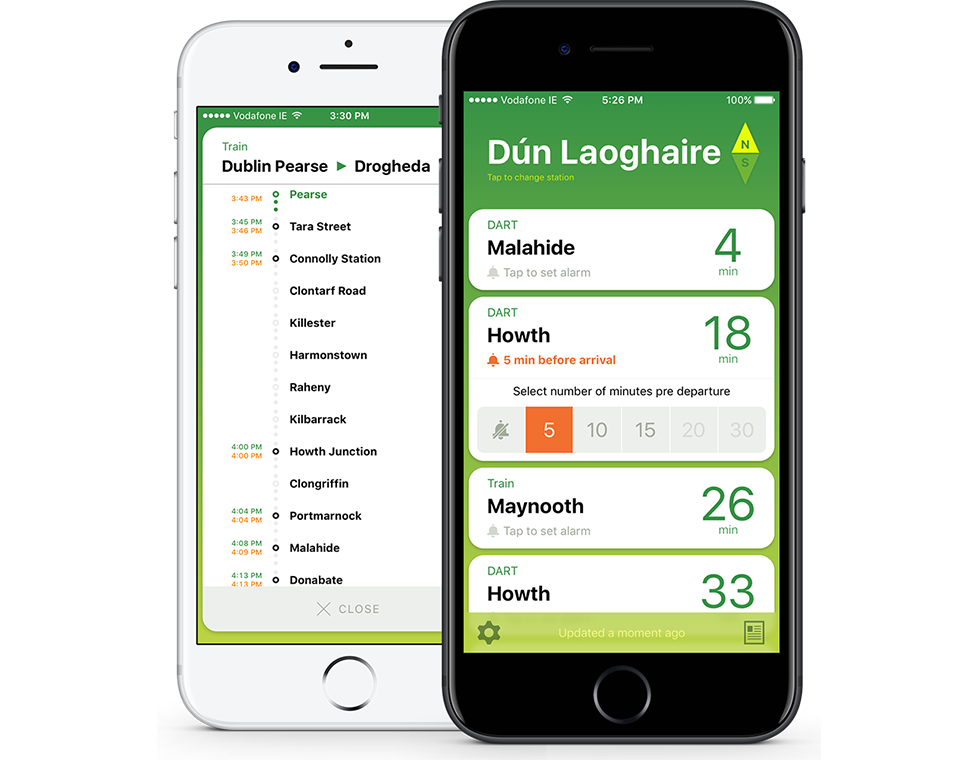 Vodafone IE 3:30 PM
Train
Dublin Pearse ▶ Drogheda
3:43 PM Pearse
3:45 PM
3:46 PM Tara Street
3:49 PM
3:50 PM Connolly Station
Clontarf Road
Killester
Harmonstown
Raheny
Kilbarrack
4:00 PM
4:00 PM Howth Junction
Clongriffin
4:04 PM
4:04 PM Portmarnock
4:08 PM
4:09 PM Malahide
4:13 PM
4:13 PM Donabate
CLOSE
Vodafone IE 5:26 PM 100%
Dún Laoghaire
Tap to change station
N
S
DART
Malahide
Tap to set alarm
4
min
DART
Howth
5 min before arrival
18
min
Select number of minutes pre departure
5 10 15 20 30
Train
Maynooth
Tap to set alarm
26
min
DART
Howth
33
Updated a moment ago